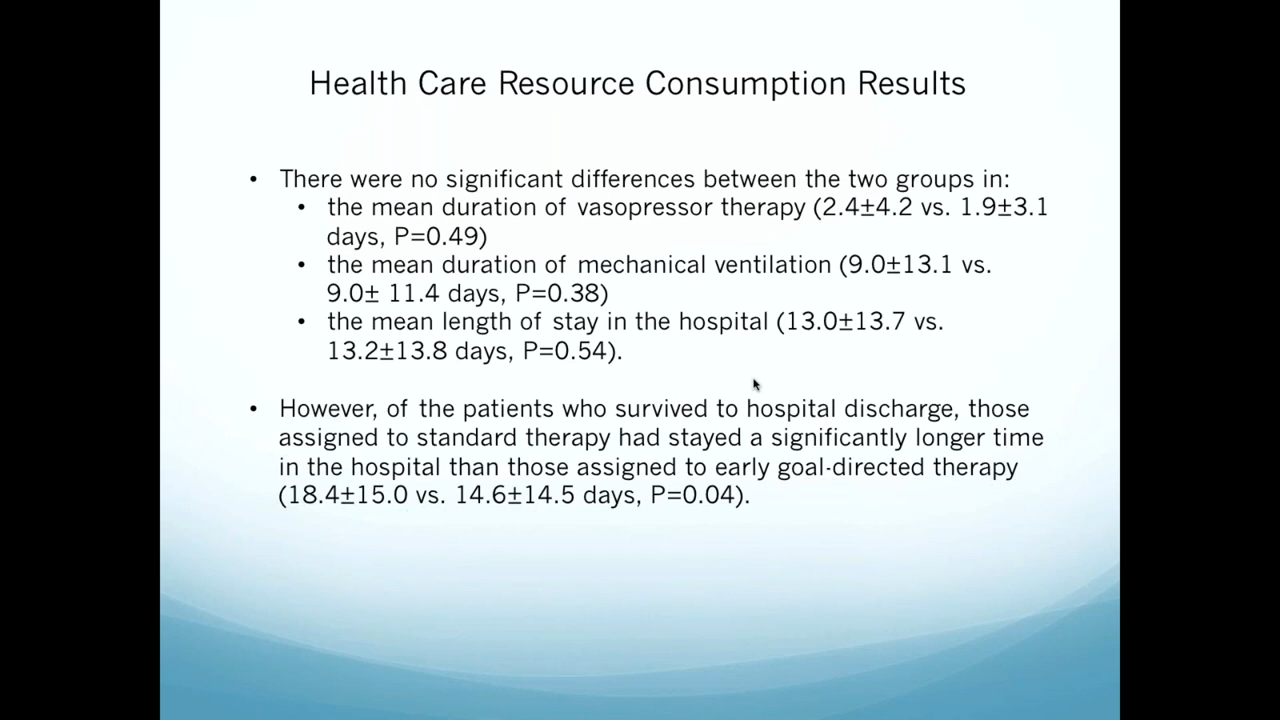 Health Care Resource Consumption Results
• There were no significant differences between the two groups in:
• the mean duration of vasopressor therapy (2.4±4.2 vs. 1.9±3.1
days, P=0.49)
• the mean duration of mechanical ventilation (9.0±13.1 vs.
9.0± 11.4 days, P=0.38)
• the mean length of stay in the hospital (13.0±13.7 vs.
13.2±13.8 days, P=0.54).
• However, of the patients who survived to hospital discharge, those
assigned to standard therapy had stayed a significantly longer time
in the hospital than those assigned to early goal-directed therapy
(18.4±15.0 vs. 14.6±14.5 days, P=0.04).